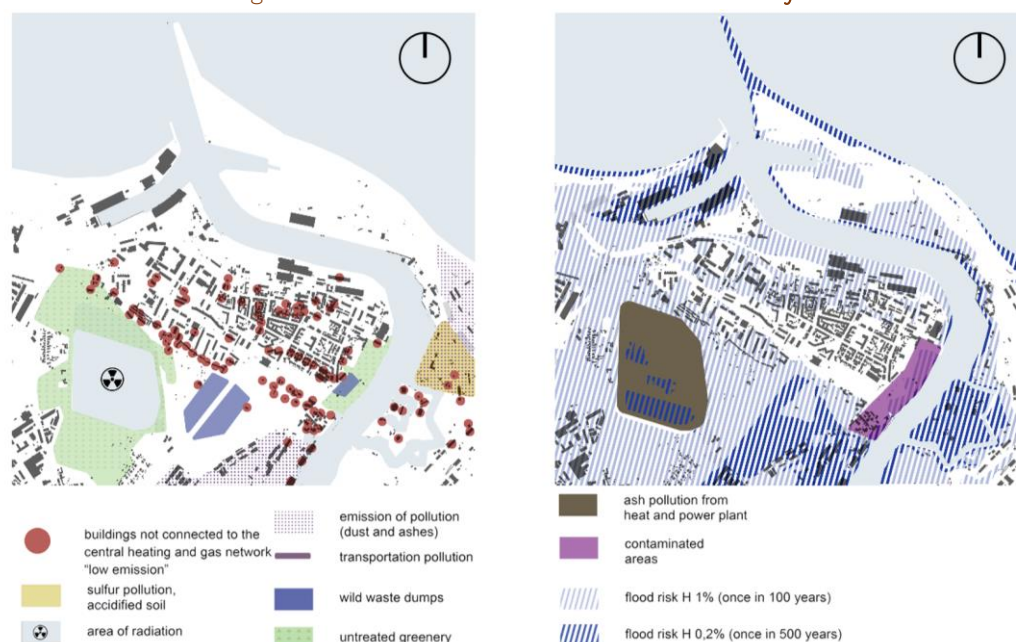 buildings not connected to the
central heating and gas network
“low emission”
sulfur pollution,
accidified soil
area of radiation
emission of pollution
(dust and ashes)
transportation pollution
wild waste dumps
untreated greenery
ash pollution from
heat and power plant
contaminated
areas
flood risk H 1% (once in 100 years)
flood risk H 0,2% (once in 500 years)